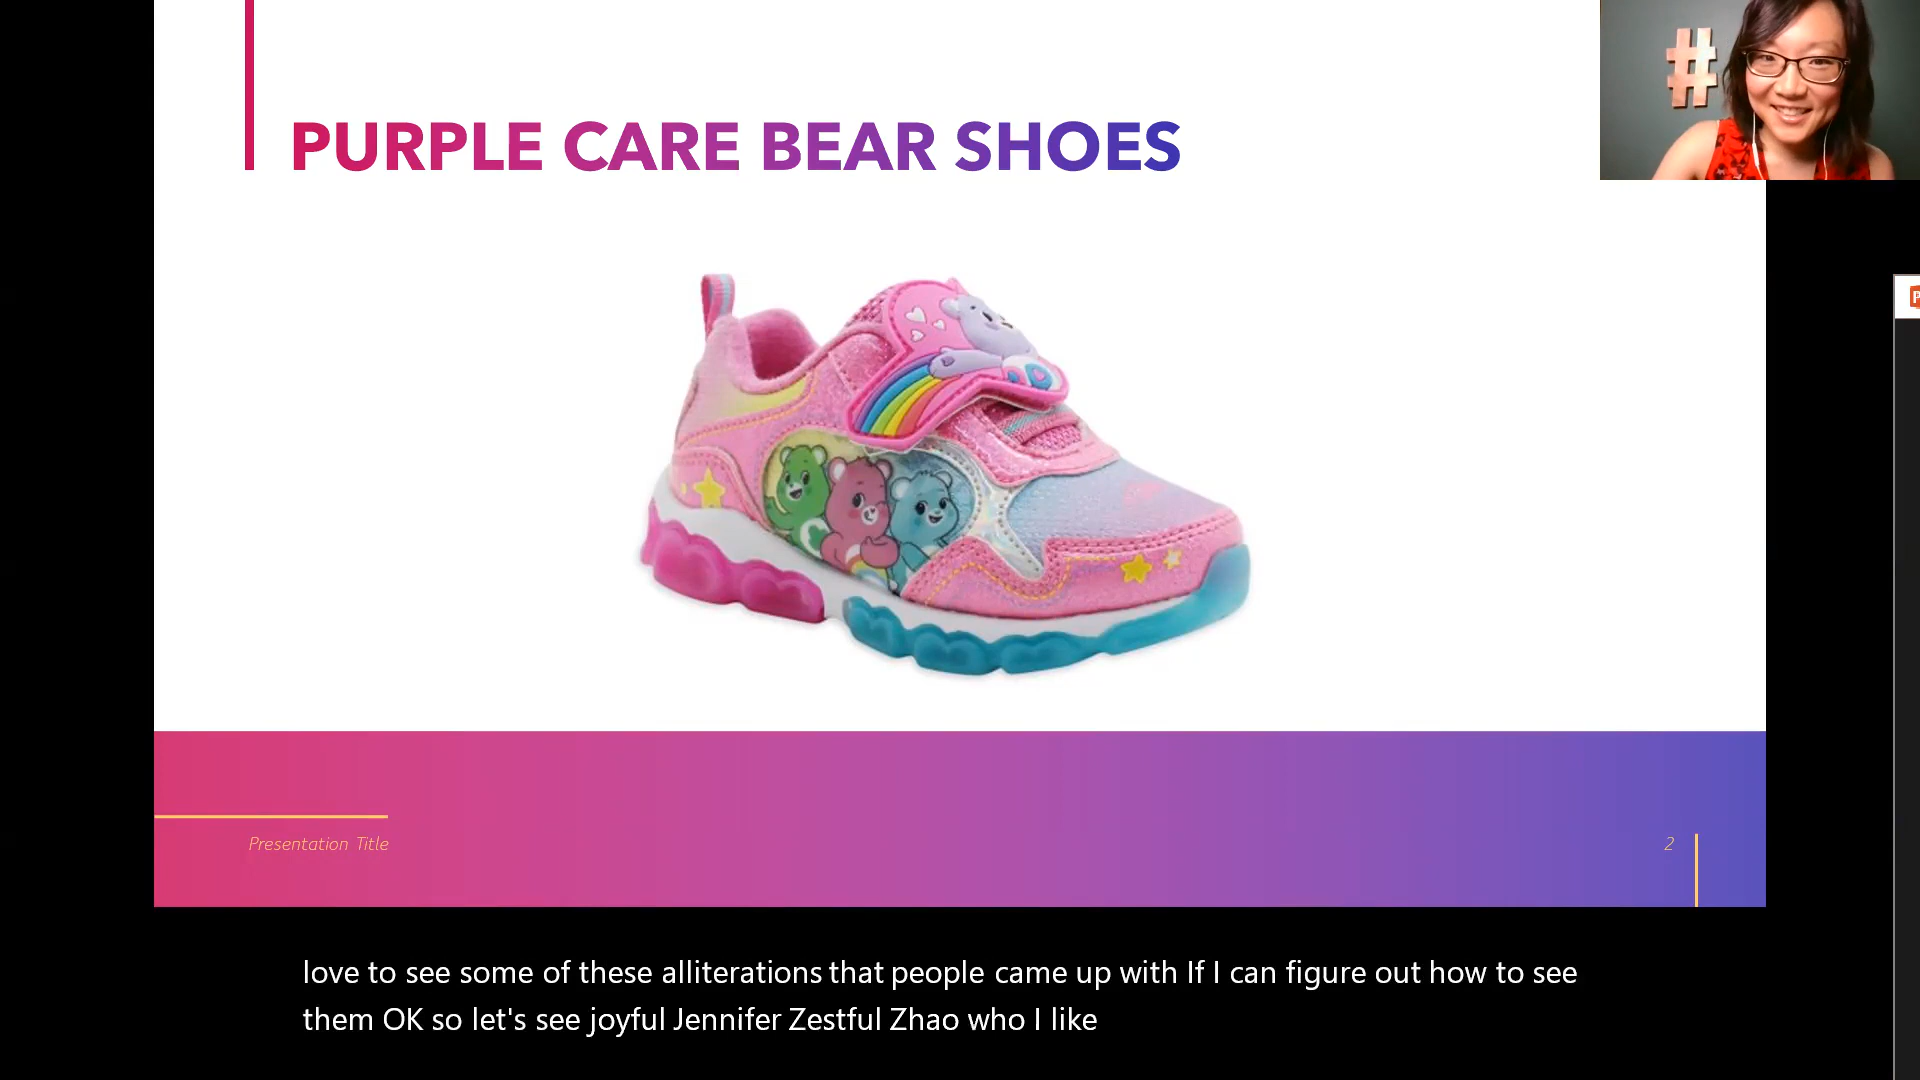 PURPLE CARE BEAR SHOES
Presentation Title
2
love to see some of these alliterations that people came up with If I can figure out how to see
them OK so let's see joyful Jennifer Zestful Zhao who I like